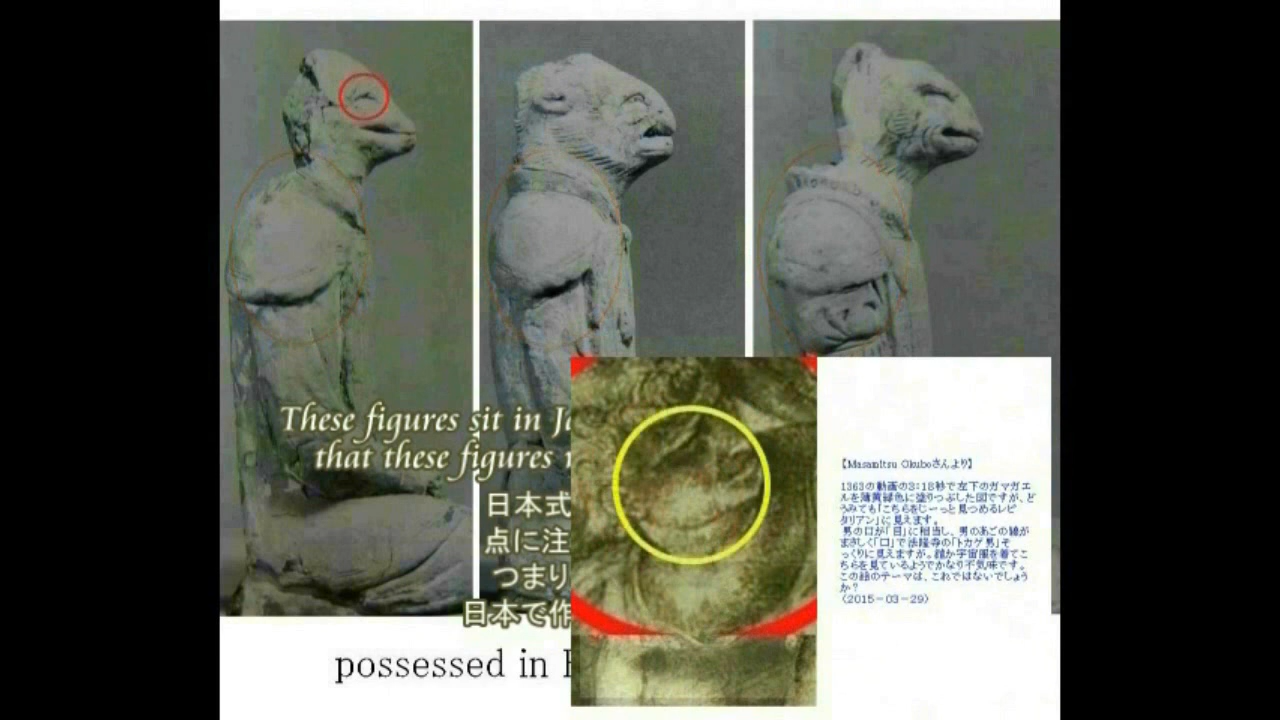 These figures sit in Ja
that these figures
日本式
点に注
つまり
日本で作
possessed in
【Masamitsu Okuboさんより】
1363の動画の3:18秒で左下のガマガエ
ルを薄黄緑色に塗りつぶした図ですが、ど
うみても「こちらをじーっと見つめるレピ
タリアン」に見えます。
男の口が「目」に相当し、男のあごの線が
まさしく「口」で法隆寺の「トカゲ男」そ
っくりに見えますが。鎧か宇宙服を着てこ
ちらを見ているようでかなり不気味です。
この絵のテーマは、これではないでしょう
か？
(2015-03-29)